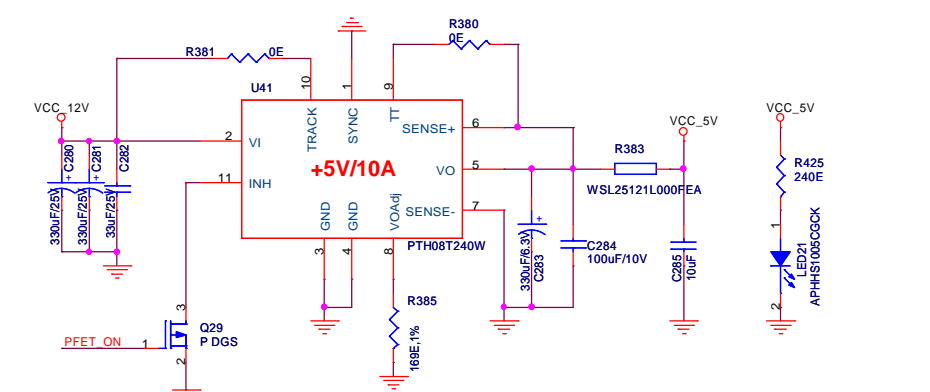 R380
0E
R381
0E
U41
10
1
9
VCC_12V
TRACK
SYNC
TT
SENSE+
6
VCC_5V
VCC_5V
2
VI
C280
C281
C282
+5V/10A
VO
5
R383
WSL25121L000FEA
R425
240E
11
INH
330uF/25V
330uF/25V
33uF/25V
GND
GND
VOAdj
SENSE-
7
3
4
8
PTH08T240W
330uF/6.3V
C283
C284
100uF/10V
C285
10uF
1
LED21
APHHS1005CGCK
2
3
R385
169E,1%
Q29
P DGS
PFET_ON
1
2